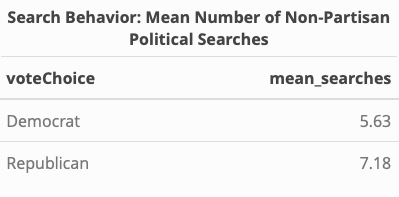 Search Behavior: Mean Number of Non-Partisan
Political Searches
voteChoice mean_searches
Democrat 5.63
Republican 7.18